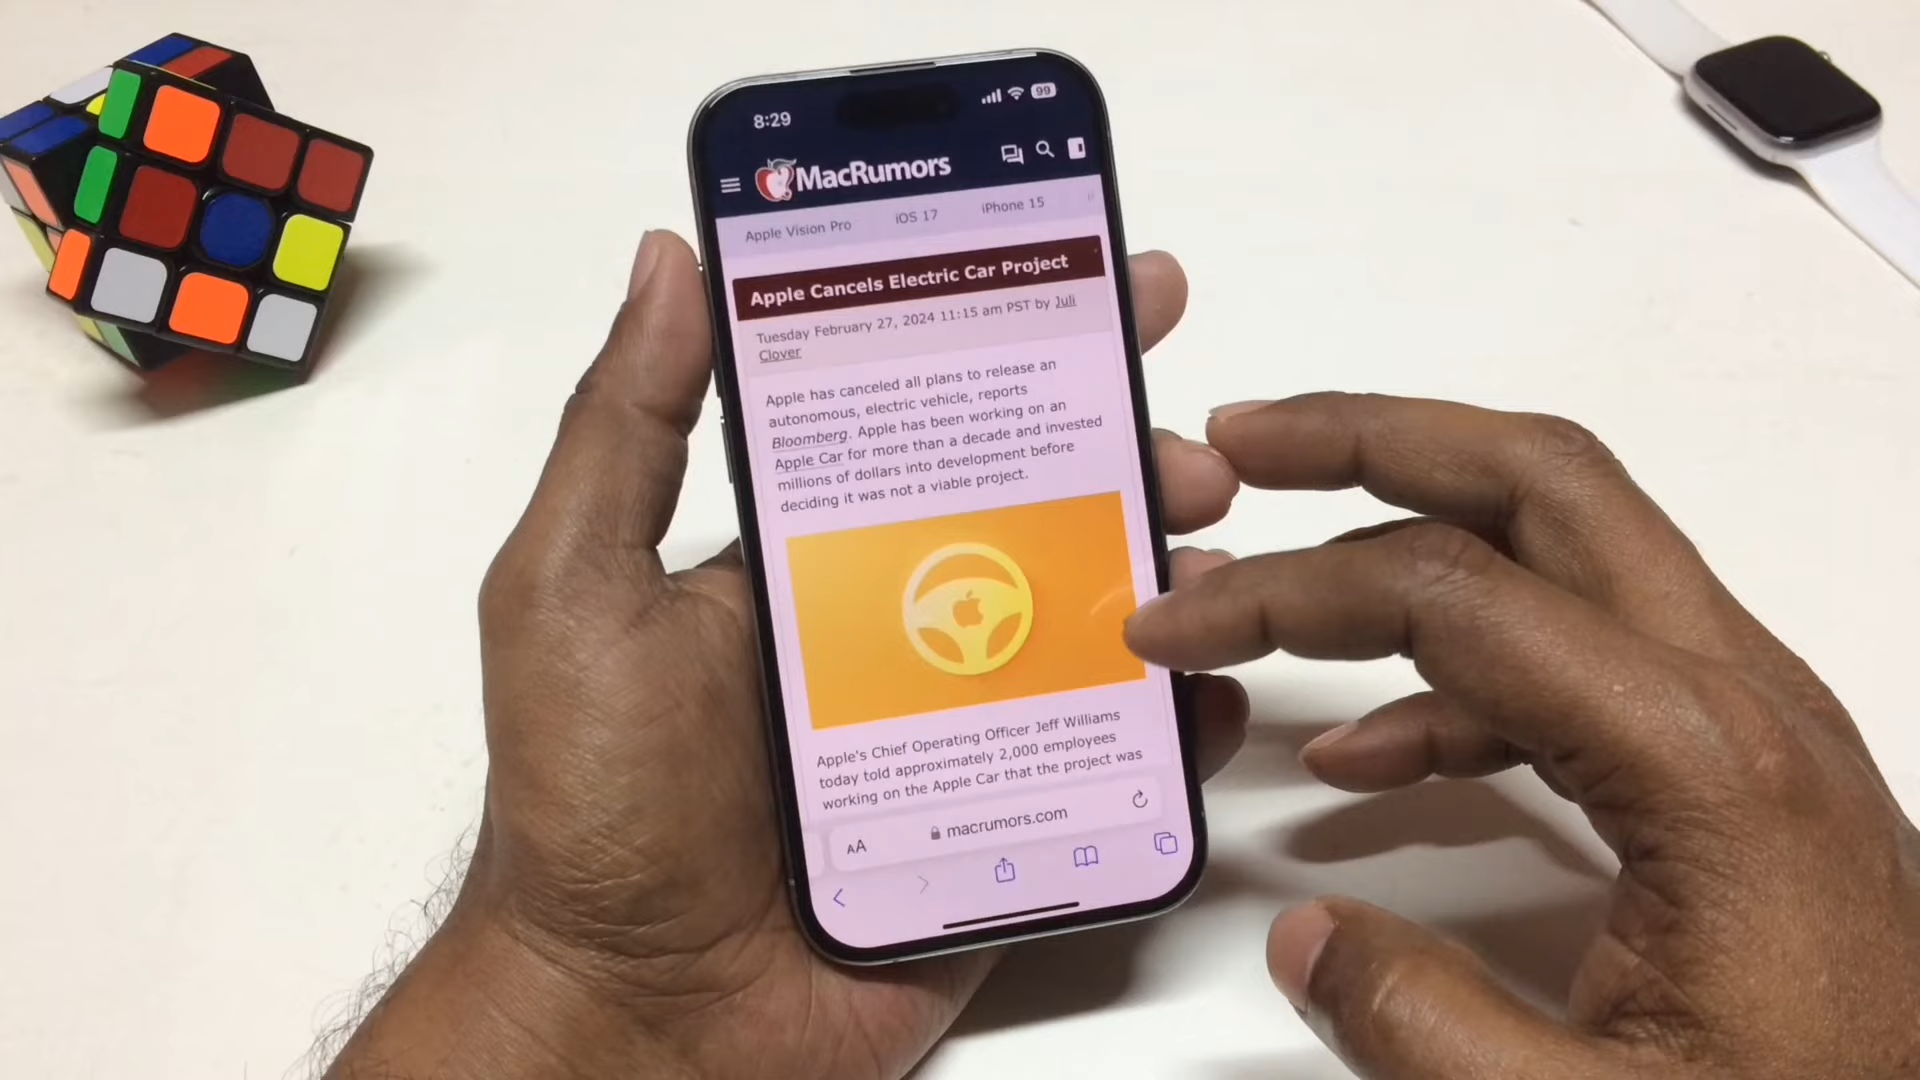 8:29
99
MacRumors
Apple Vision Pro iOS 17 iPhone 15
Apple Cancels Electric Car Project
Tuesday February 27, 2024 11:15 am PST by Juli
Clover
Apple has canceled all plans to release an
autonomous, electric vehicle, reports
Bloomberg. Apple has been working on an
Apple Car for more than a decade and invested
millions of dollars into development before
deciding it was not a viable project.
Apple's Chief Operating Officer Jeff Williams
today told approximately 2,000 employees
working on the Apple Car that the project was
AA macrumors.com